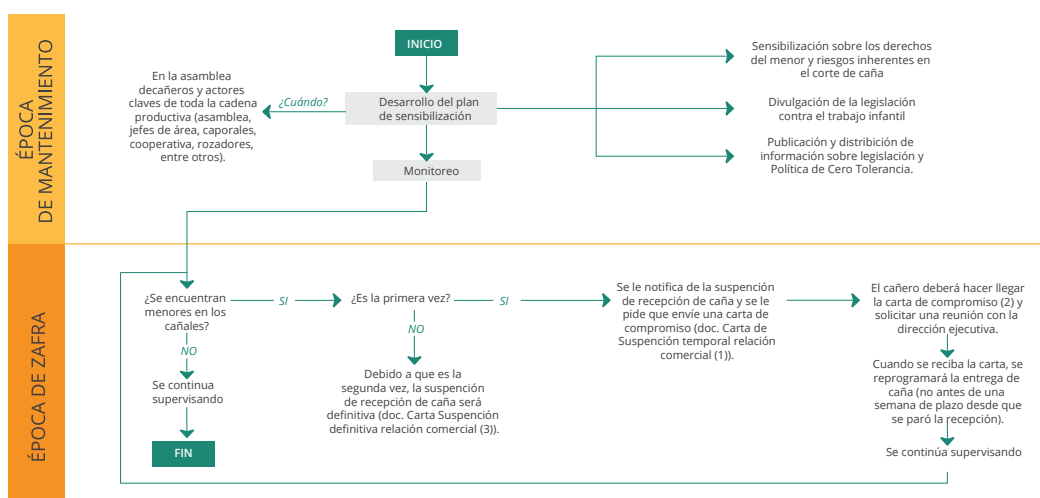 ÉPOCA
DE MANTENIMIENTO
INICIO
En la asamblea
decañeros y actores
claves de toda la cadena
productiva (asamblea,
jefes de área, caporales,
cooperativa, rozadores,
entre otros).
¿Cuándo?
Desarrollo del plan
de sensibilización
Monitoreo
Sensibilización sobre los derechos
del menor y riesgos inherentes en
el corte de caña
Divulgación de la legislación
contra el trabajo infantil
Publicación y distribición de
información sobre legislación y
Política de Cero Tolerancia.
ÉPOCA DE ZAFRA
¿Se encuentran
menores en los
cañales?
SI
NO
Se continua
supervisando
FIN
¿Es la primera vez?
SI
NO
Debido a que es la
segunda vez, la suspención
de recepción de caña será
definitiva (doc. Carta Suspención
definitiva relación comercial (3)).
Se le notifica de la suspención
de recepción de caña y se le
pide que envíe una carta de
compromiso (doc. Carta de
Suspención temporal relación
comercial (1)).
El cañero deberá hacer llegar
la carta de compromiso (2) y
solicitar una reunión con la
dirección ejecutiva.
Cuando se reciba la carta, se
reprogramará la entrega de
caña (no antes de una
semana de plazo desde que
se paró la recepción).
Se continúa supervisando